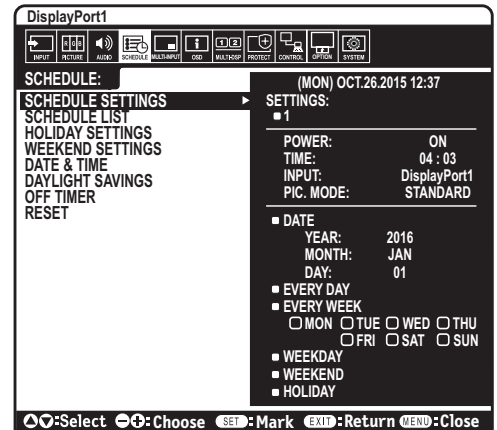 DisplayPort1
INPUT PICTURE AUDIO SCHEDULE MULTI-INPUT OSD MULTI-DSP PROTECT CONTROL OPTION SYSTEM
SCHEDULE:
SCHEDULE SETTINGS
SCHEDULE LIST
HOLIDAY SETTINGS
WEEKEND SETTINGS
DATE & TIME
DAYLIGHT SAVINGS
OFF TIMER
RESET
(MON) OCT.26.2015 12:37
SETTINGS:
1
POWER: ON
TIME: 04 : 03
INPUT: DisplayPort1
PIC. MODE: STANDARD
DATE
YEAR: 2016
MONTH: JAN
DAY: 01
EVERY DAY
EVERY WEEK
MON TUE WED THU
FRI SAT SUN
WEEKDAY
WEEKEND
HOLIDAY
:Select :Choose SET :Mark EXIT :Return MENU :Close